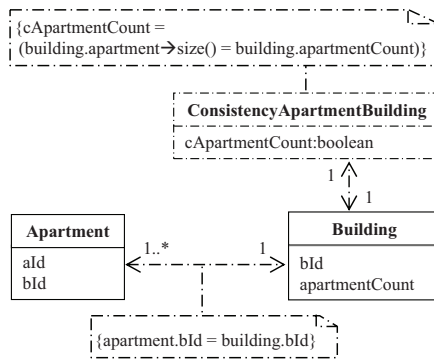 {cApartmentCount =
(building.apartment→size() = building.apartmentCount)}
ConsistencyApartmentBuilding
cApartmentCount:boolean
1
1
Apartment
aId
bId
1..*
1
Building
bId
apartmentCount
{apartment.bId = building.bId}